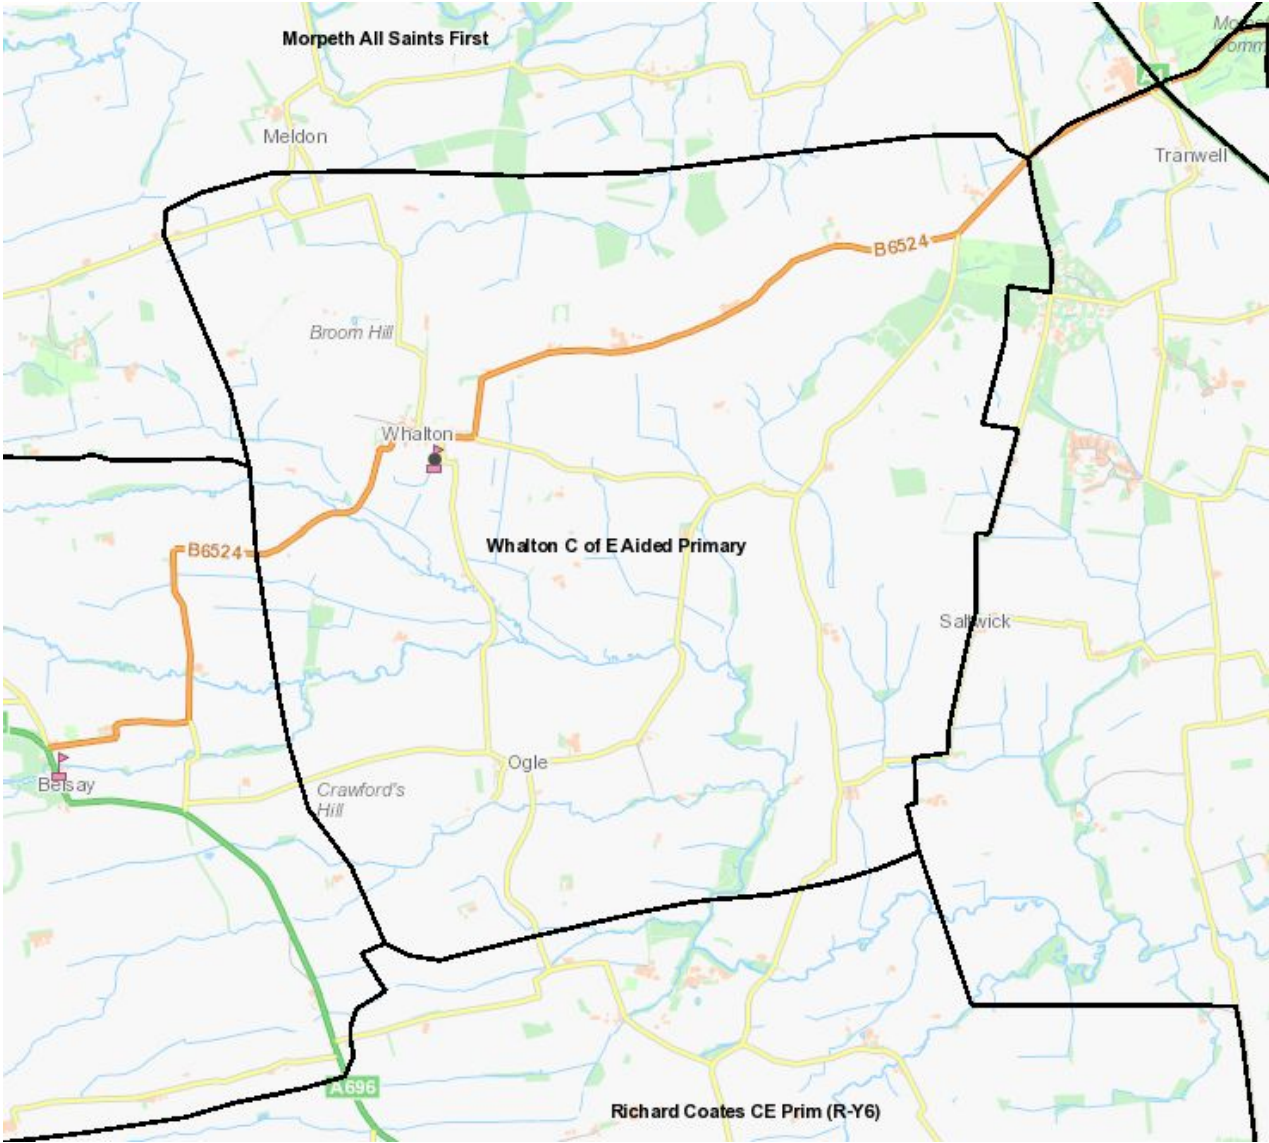 Morpeth All Saints First
Meldon
Tranwell
B6524
Broom Hill
Whalton
Whalton C of E Aided Primary
B6524
Saltwick
Ogle
Belsay
Crawford's
Hill
A696
Richard Coates CE Prim (R-Y6)